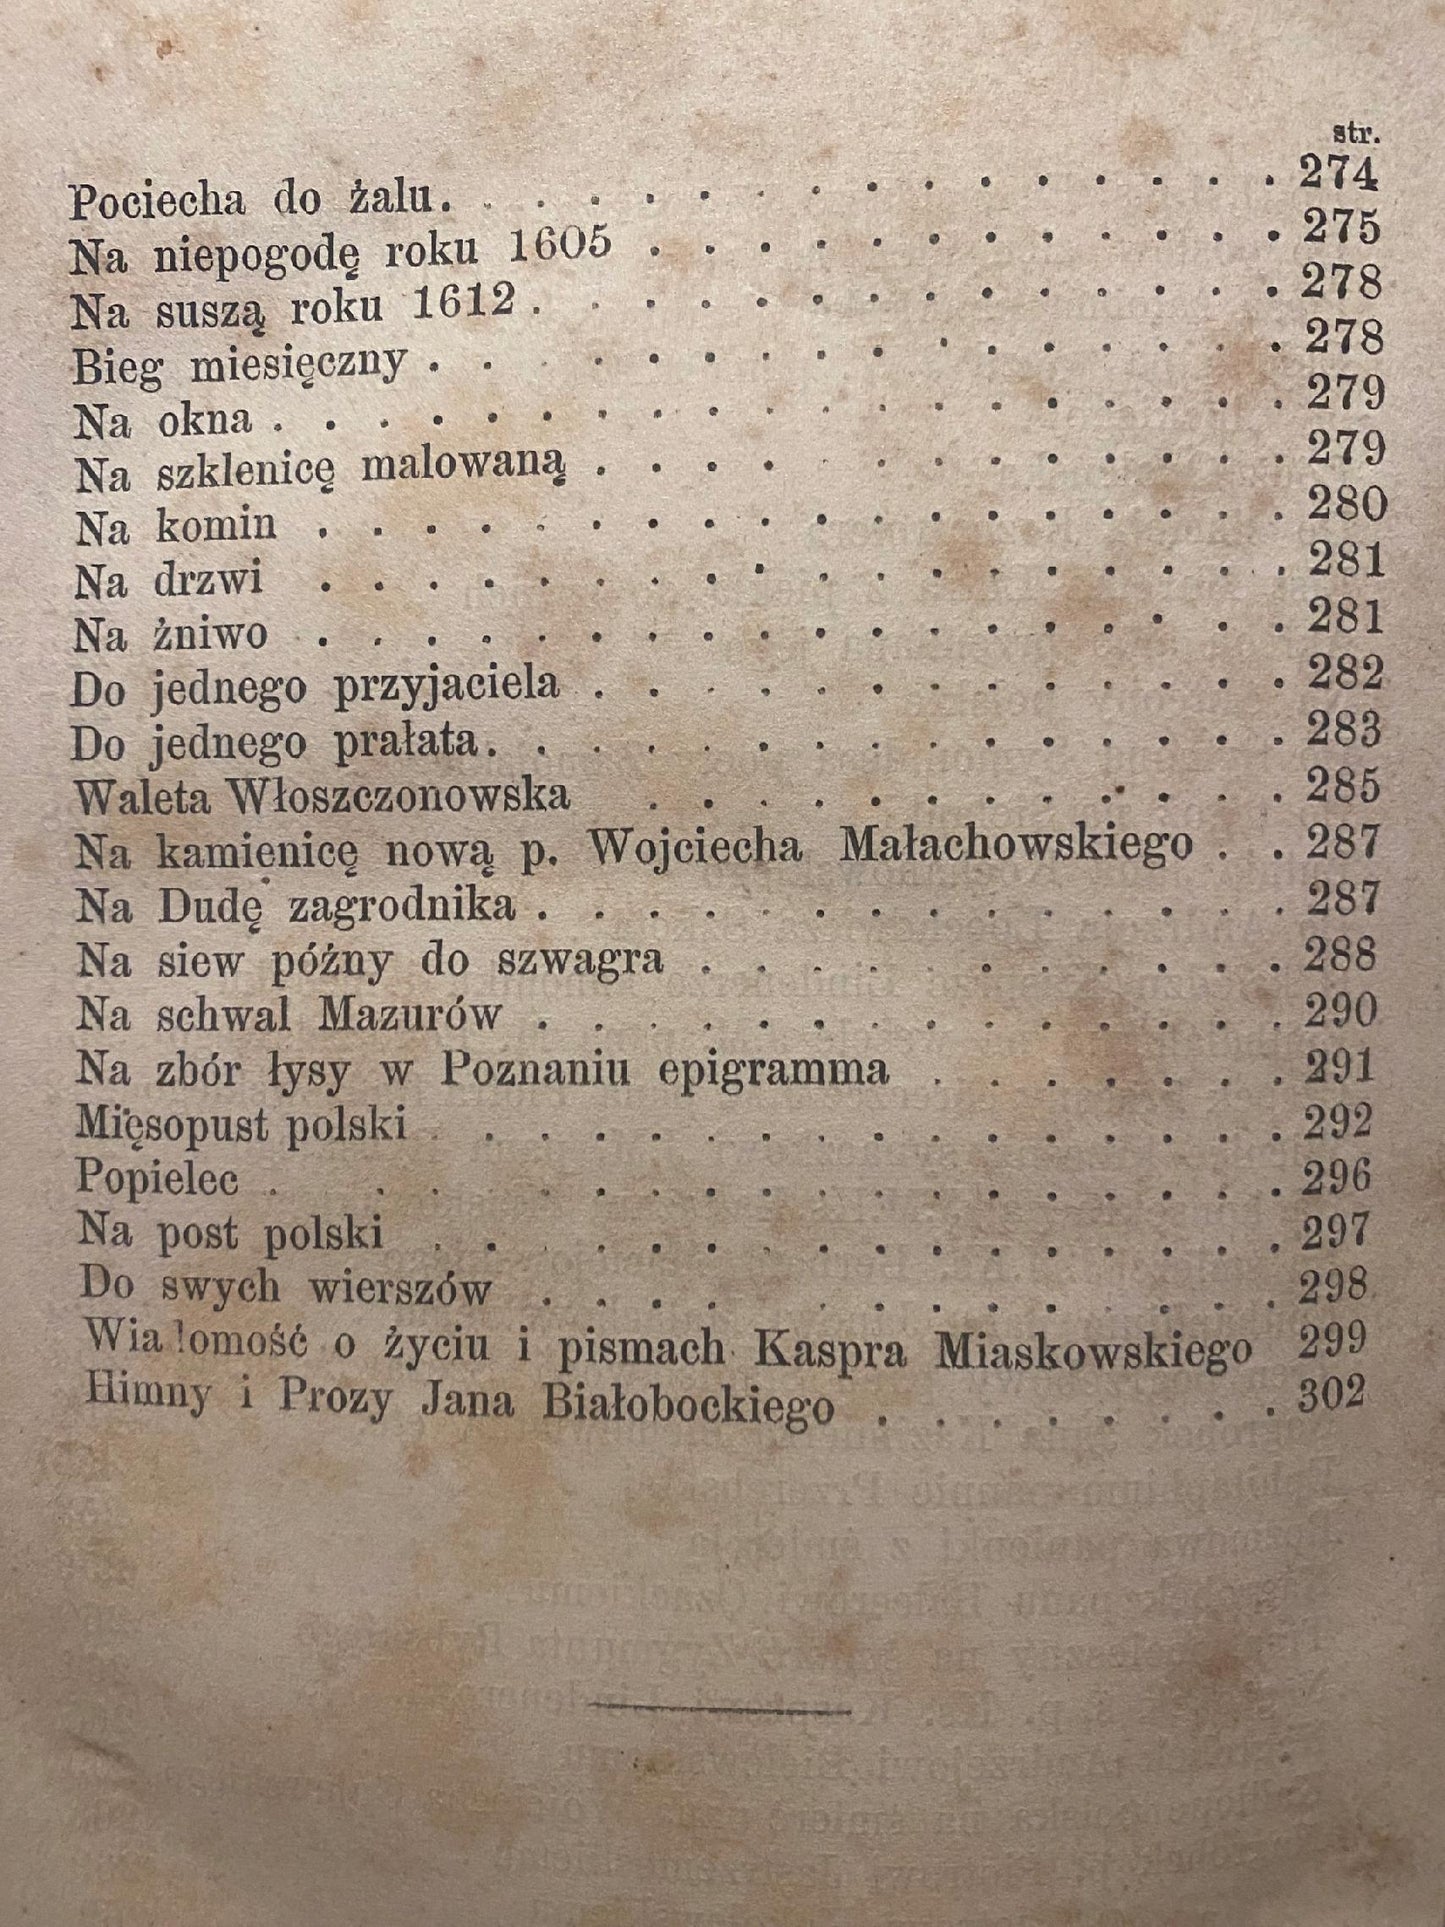 str.
Pociecha do żalu. . . . . . . . . . . . . . . . 274
Na niepogodę roku 1605 . . . . . . . . . . . . 275
Na suszą roku 1612 . . . . . . . . . . . . . . 278
Bieg miesięczny . . . . . . . . . . . . . . . . 278
Na okna . . . . . . . . . . . . . . . . . . . 279
Na szklenicę malowaną . . . . . . . . . . . . 279
Na komin . . . . . . . . . . . . . . . . . . 280
Na drzwi . . . . . . . . . . . . . . . . . . 281
Na żniwo . . . . . . . . . . . . . . . . . . 281
Do jednego przyjaciela . . . . . . . . . . . . . 282
Do jednego prałata. . . . . . . . . . . . . . . 283
Waleta Włoszczonowska . . . . . . . . . . . . 285
Na kamienicę nową p. Wojciecha Małachowskiego . . 287
Na Dudę zagrodnika . . . . . . . . . . . . . . 287
Na siew późny do szwagra . . . . . . . . . . . 288
Na schwal Mazurów . . . . . . . . . . . . . . 290
Na zbór łysy w Poznaniu epigramma . . . . . . . 291
Mięsopust polski . . . . . . . . . . . . . . . . 292
Popielec . . . . . . . . . . . . . . . . . . 296
Na post polski . . . . . . . . . . . . . . . . 297
Do swych wierszów . . . . . . . . . . . . . 298
Wia omość o życiu i pismach Kaspra Miaskowskiego 299
Himny i Prozy Jana Białobockiego . . . . . . . . 302